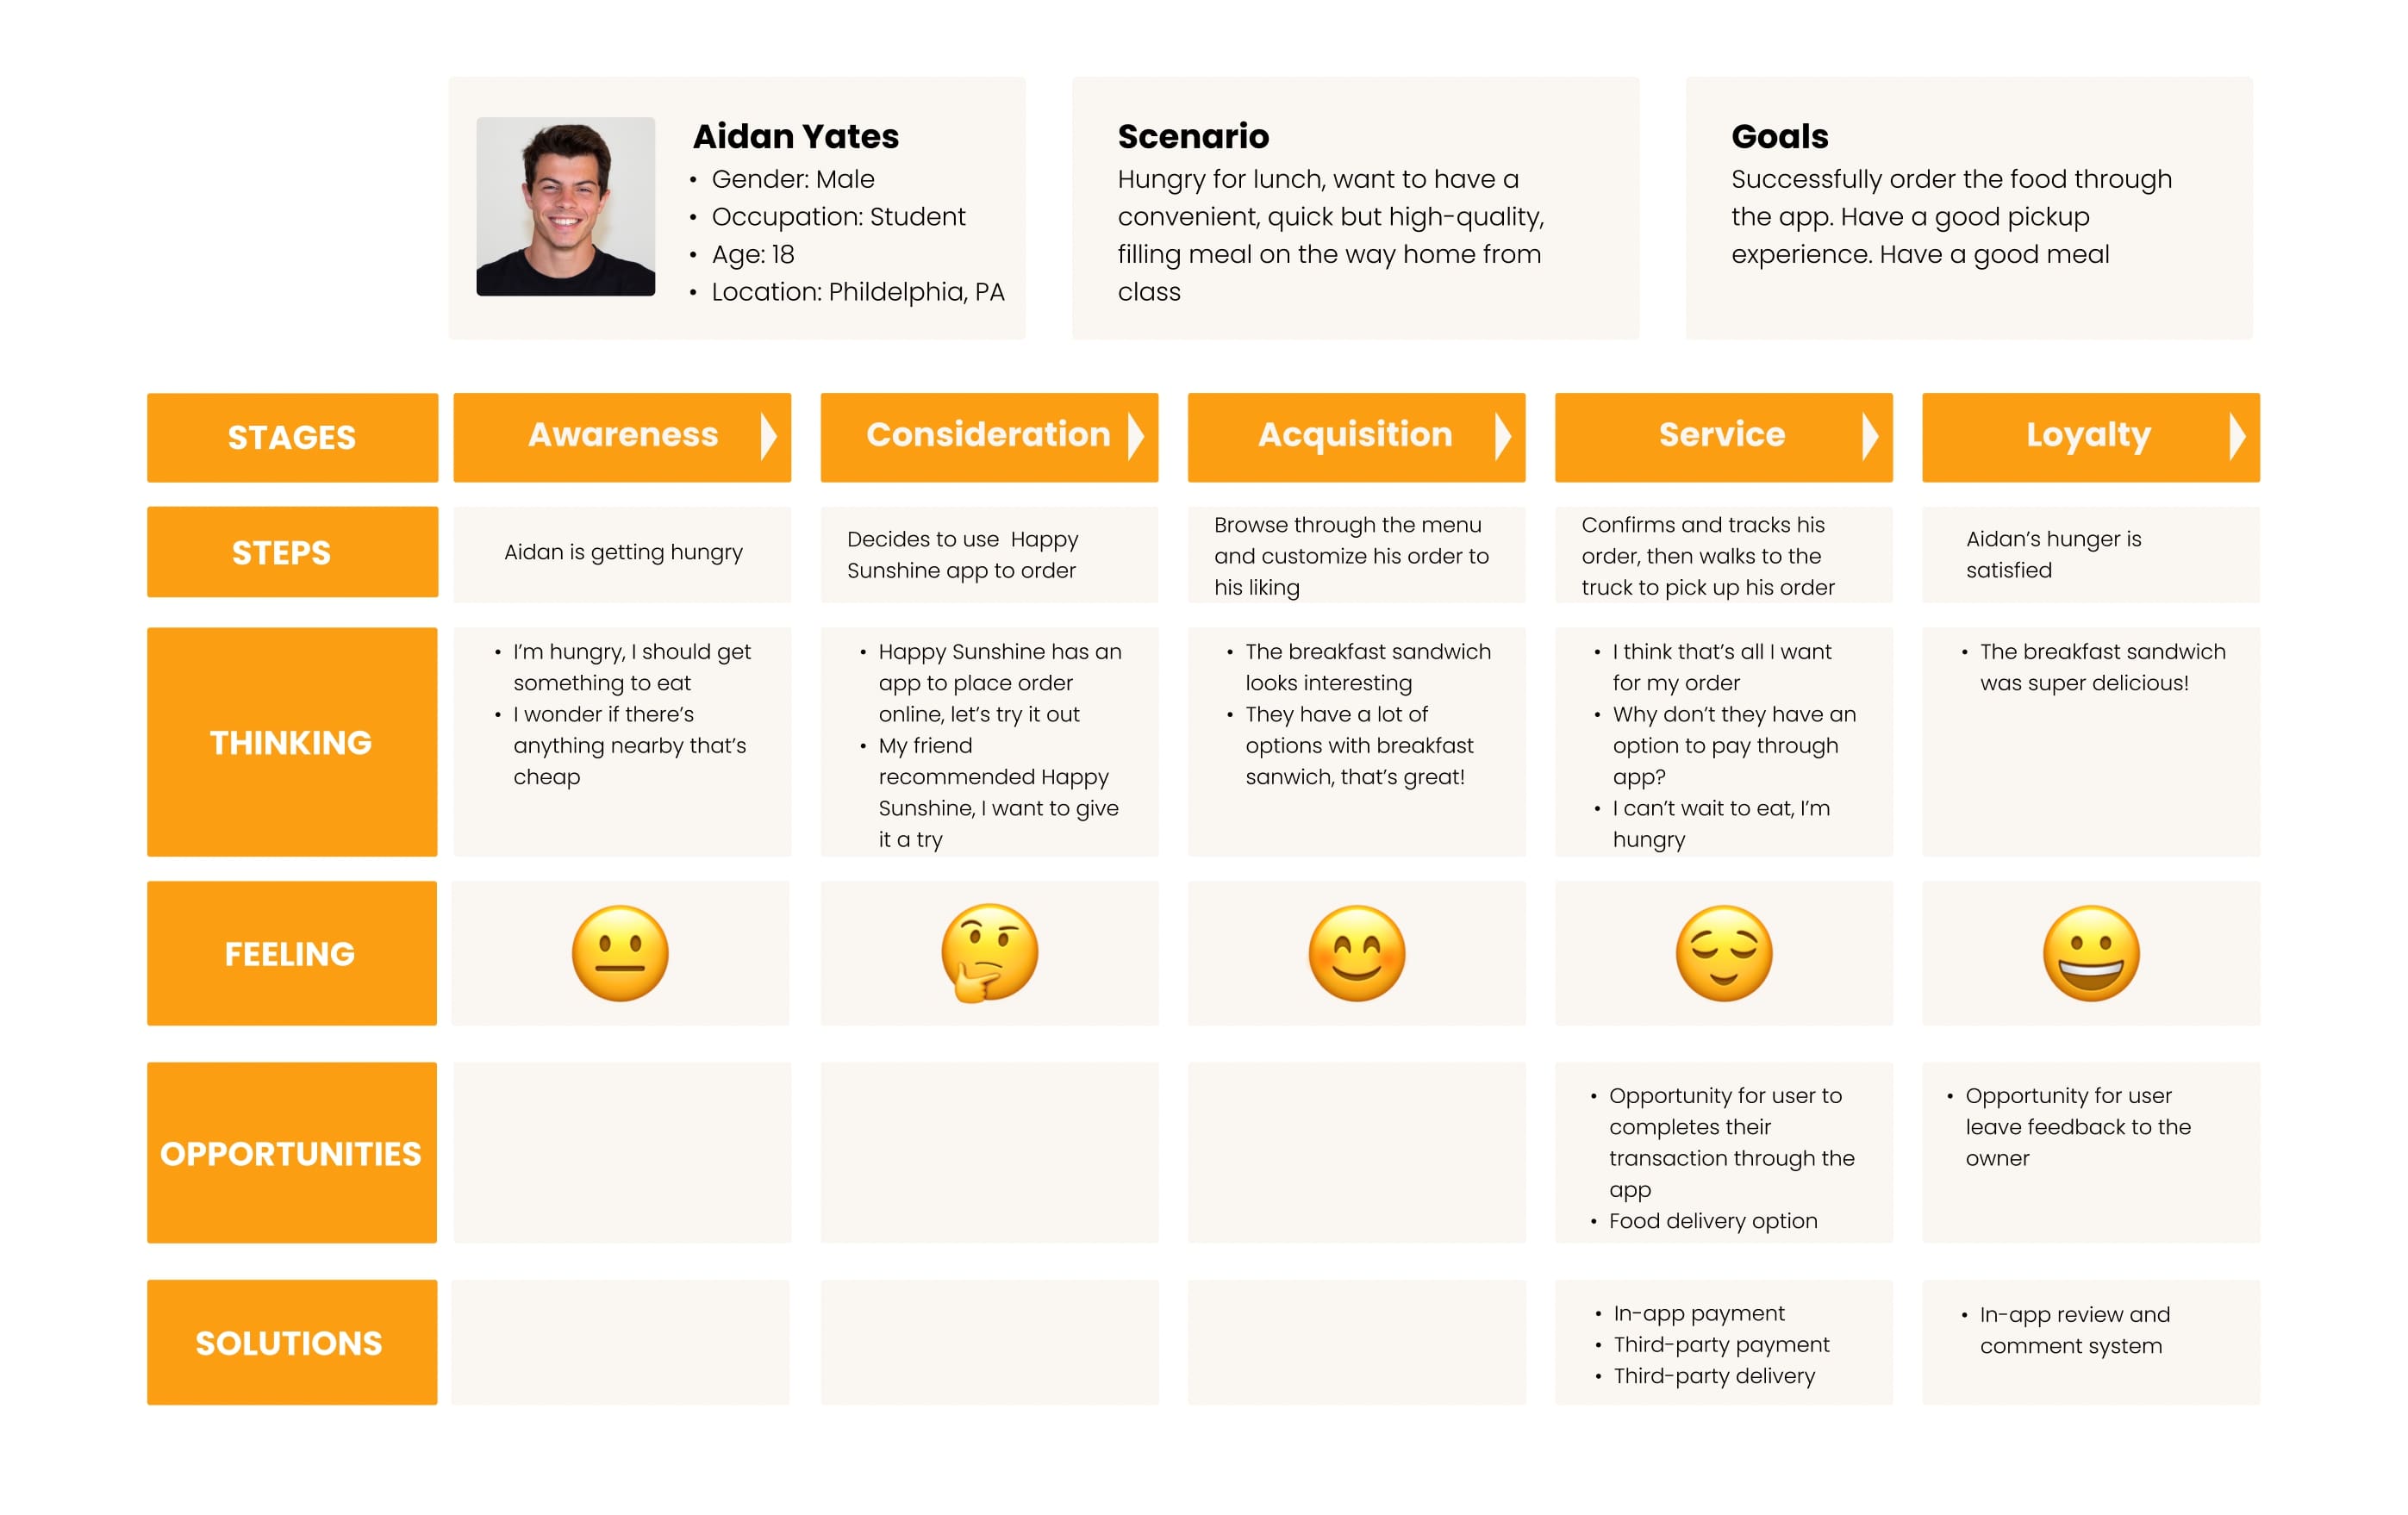 Aidan Yates
• Gender: Male
• Occupation: Student
• Age: 18
• Location: Phildelphia, PA
Scenario
Hungry for lunch, want to have a
convenient, quick but high-quality,
filling meal on the way home from
class
Goals
Successfully order the food through
the app. Have a good pickup
experience. Have a good meal
STAGES
Awareness
Consideration
Acquisition
Service
Loyalty
STEPS
Aidan is getting hungry
Decides to use Happy
Sunshine app to order
Browse through the menu
and customize his order to
his liking
Confirms and tracks his
order, then walks to the
truck to pick up his order
Aidan's hunger is
satisfied
THINKING
• I'm hungry, I should get
something to eat
• I wonder if there's
anything nearby that's
cheap
• Happy Sunshine has an
app to place order
online, let's try it out
• My friend
recommended Happy
Sunshine, I want to give
it a try
• The breakfast sandwich
looks interesting
• They have a lot of
options with breakfast
sanwich, that's great!
• I think that's all I want
for my order
• Why don't they have an
option to pay through
app?
• I can't wait to eat, I'm
hungry
• The breakfast sandwich
was super delicious!
FEELING
OPPORTUNITIES
• Opportunity for user to
completes their
transaction through the
app
• Food delivery option
• Opportunity for user
leave feedback to the
owner
SOLUTIONS
• In-app payment
• Third-party payment
• Third-party delivery
• In-app review and
comment system